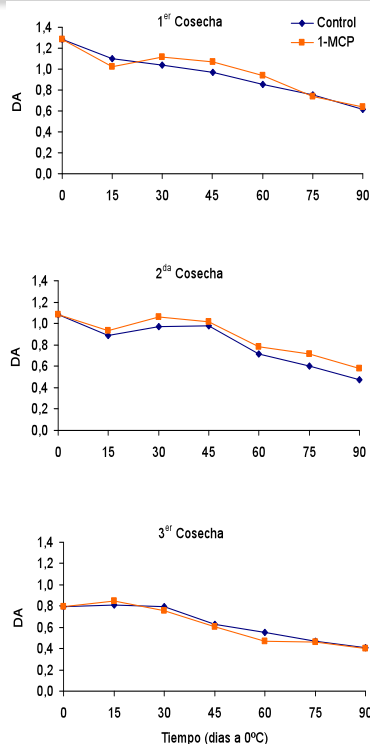 1er Cosecha
Control
1-MCP
1,4
1,2
1,0
0,8
0,6
0,4
0,2
0,0
DA
0 15 30 45 60 75 90
2da Cosecha
1,4
1,2
1,0
0,8
0,6
0,4
0,2
0,0
DA
0 15 30 45 60 75 90
3er Cosecha
1,4
1,2
1,0
0,8
0,6
0,4
0,2
0,0
DA
0 15 30 45 60 75 90
Tiempo (dias a 0ºC)